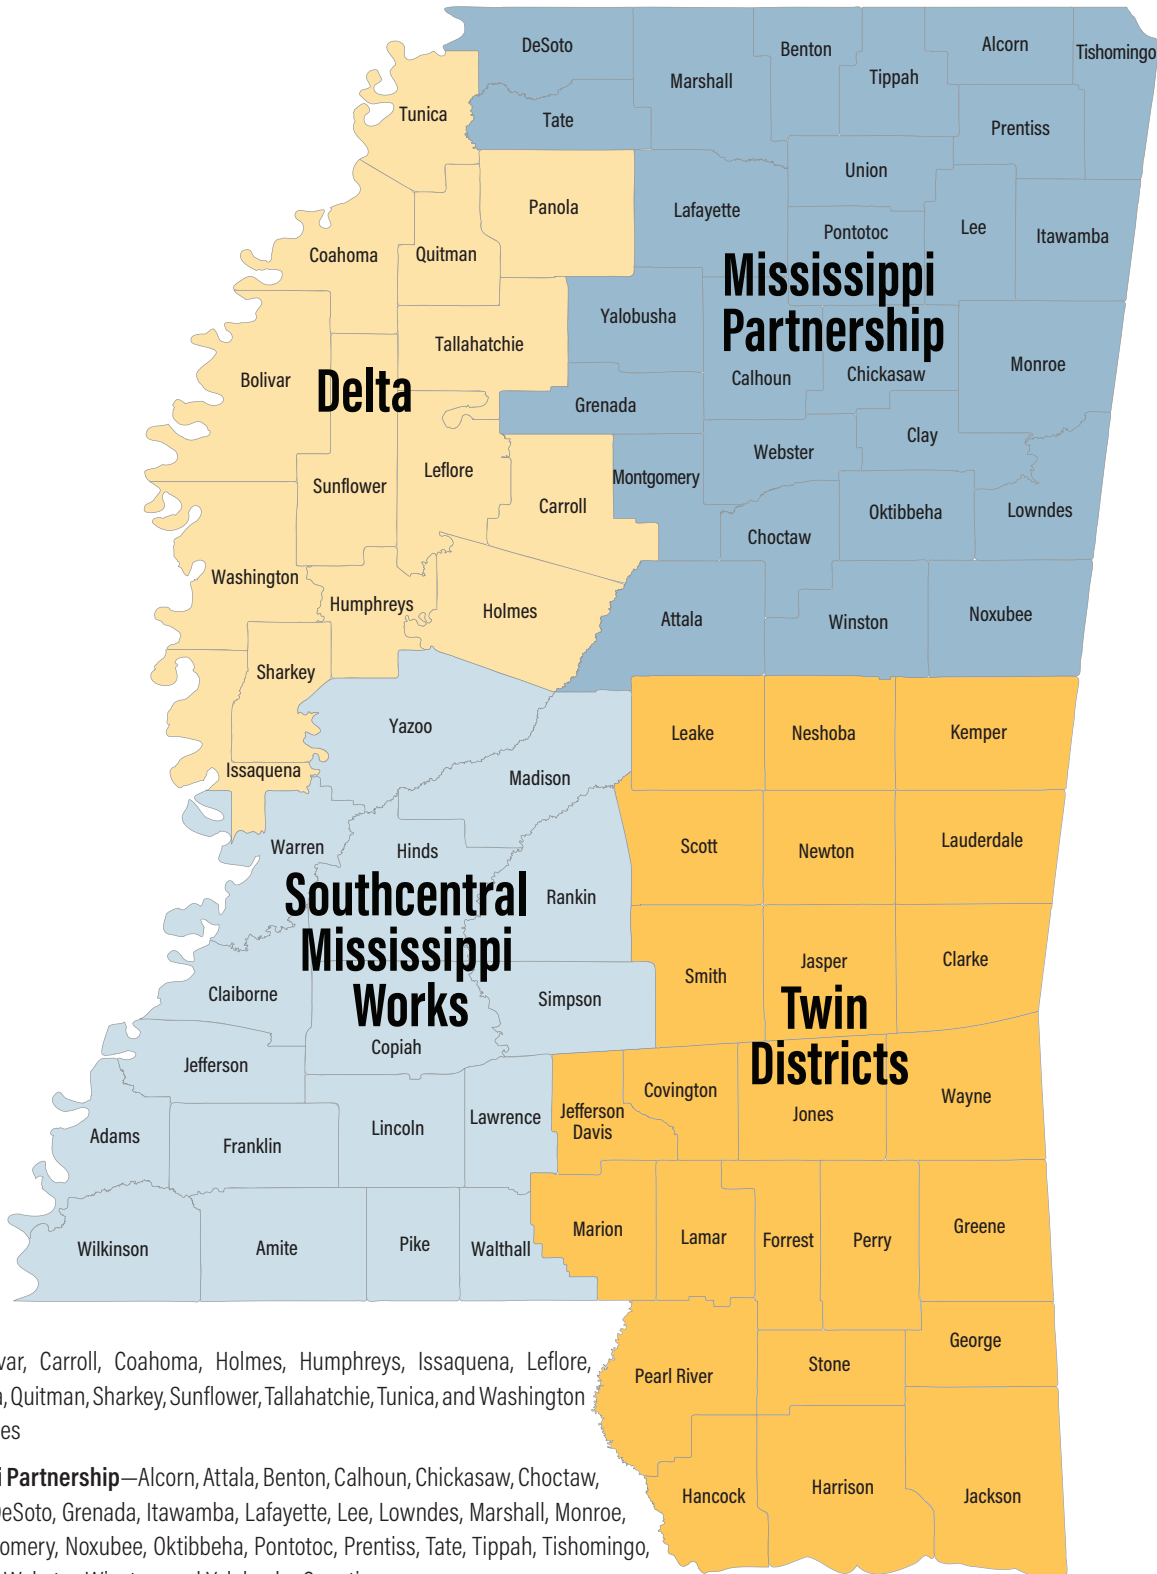 DeSoto
Benton
Alcorn
Tishomingo
Marshall
Tippah
Tunica
Tate
Prentiss
Union
Panola
Lafayette
Pontotoc
Lee
Itawamba
Coahoma
Quitman
Mississippi
Partnership
Yalobusha
Tallahatchie
Bolivar
Delta
Calhoun
Chickasaw
Monroe
Grenada
Clay
Webster
Leflore
Montgomery
Sunflower
Carroll
Oktibbeha
Lowndes
Choctaw
Washington
Humphreys
Holmes
Attala
Winston
Noxubee
Sharkey
Yazoo
Leake
Neshoba
Kemper
Issaquena
Madison
Warren
Hinds
Scott
Newton
Lauderdale
Southcentral
Mississippi
Works
Rankin
Smith
Jasper
Clarke
Claiborne
Simpson
Twin
Districts
Copiah
Jefferson
Covington
Wayne
Jefferson
Davis
Jones
Adams
Franklin
Lincoln
Lawrence
Wilkinson
Amite
Pike
Walthall
Marion
Lamar
Forrest
Perry
Greene
George
Stone
Pearl River
Hancock
Harrison
Jackson
var, Carroll, Coahoma, Holmes, Humphreys, Issaquena, Leflore,
a, Quitman, Sharkey, Sunflower, Tallahatchie, Tunica, and Washington
es
i Partnership—Alcorn, Attala, Benton, Calhoun, Chickasaw, Choctaw,
DeSoto, Grenada, Itawamba, Lafayette, Lee, Lowndes, Marshall, Monroe,
omery, Noxubee, Oktibbeha, Pontotoc, Prentiss, Tate, Tippah, Tishomingo,